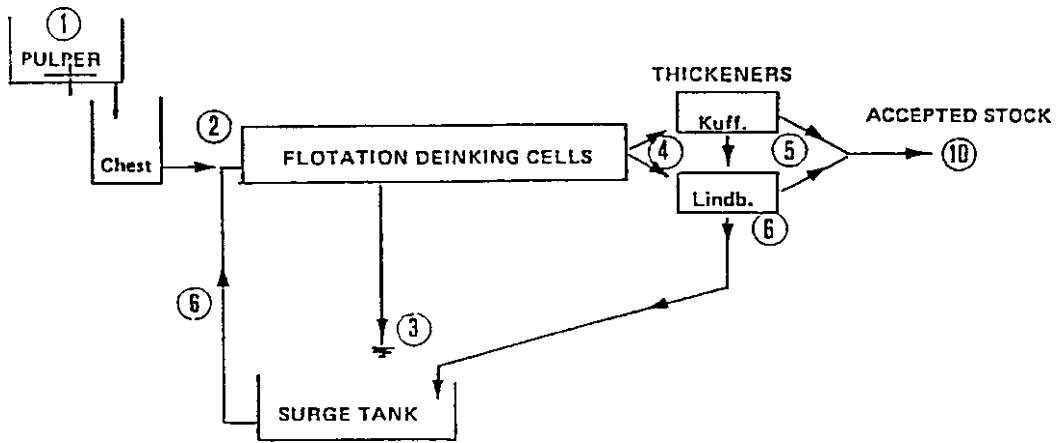 1
PULPER
Chest
2
FLOTATION DEINKING CELLS
3
THICKENERS
Kuff.
4
5
Lindb.
6
ACCEPTED STOCK
10
6
SURGE TANK